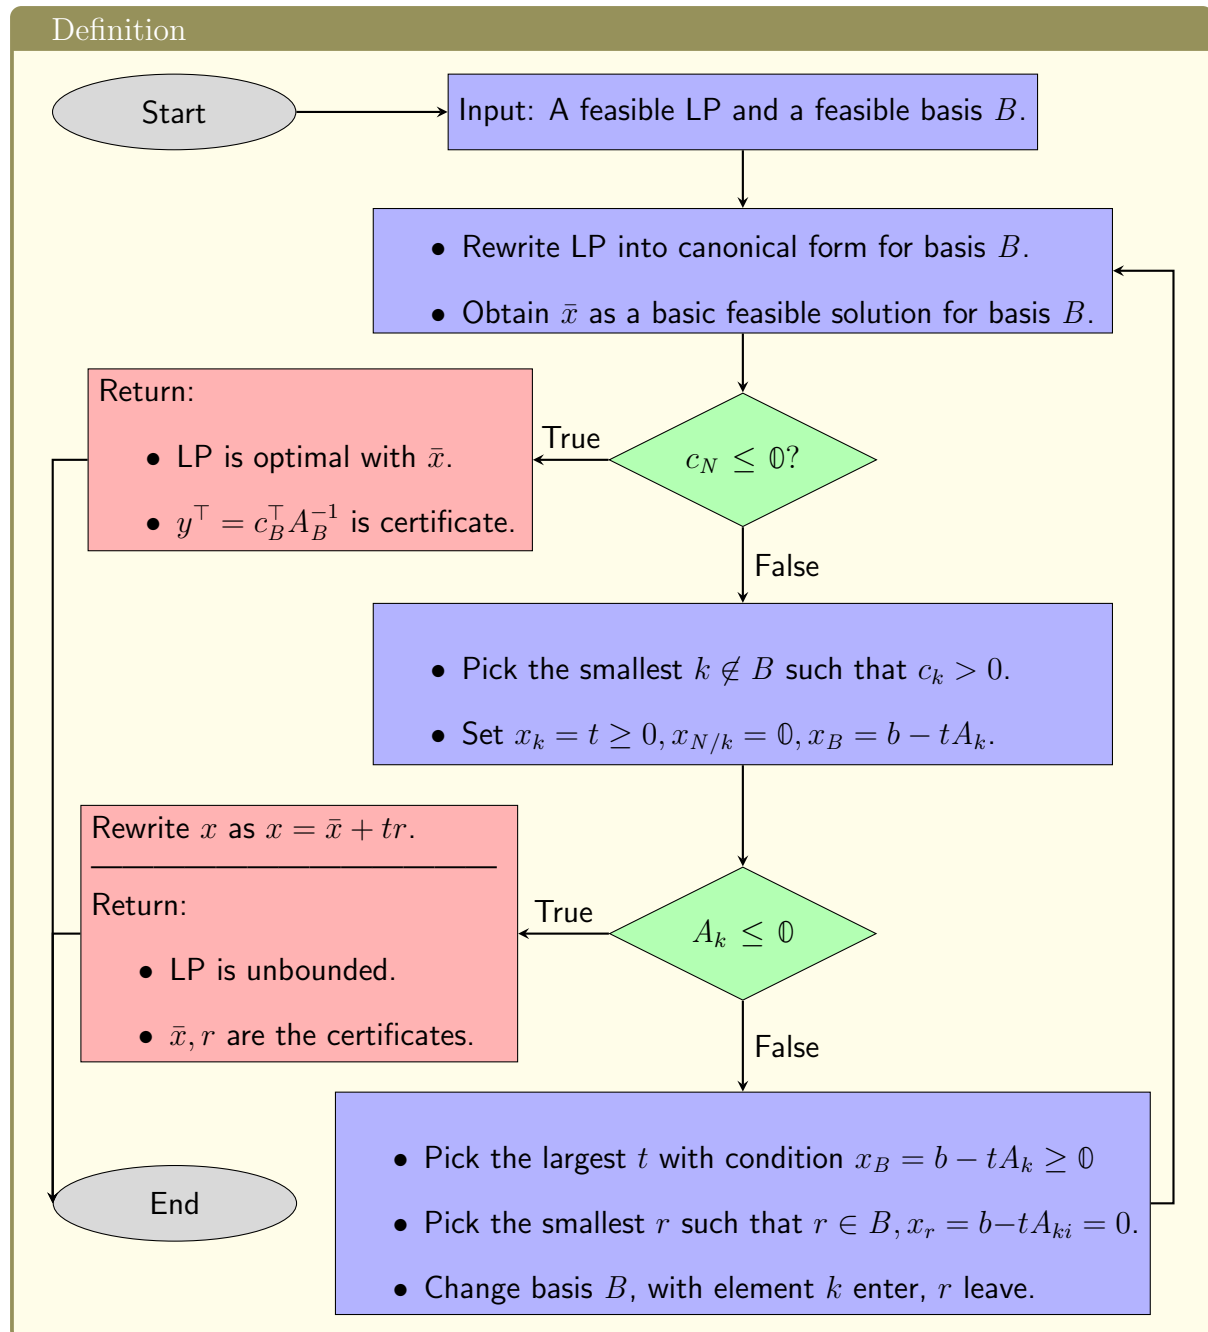 Definition
Start
Input: A feasible LP and a feasible basis B.
• Rewrite LP into canonical form for basis B.
• Obtain x̄ as a basic feasible solution for basis B.
Return:
• LP is optimal with x̄.
• y⊤ = c_B⊤ A_B⁻¹ is certificate.
True
c_N ≤ 𝟘?
False
• Pick the smallest k ∉ B such that c_k > 0.
• Set x_k = t ≥ 0, x_{N/k} = 𝟘, x_B = b − tA_k.
Rewrite x as x = x̄ + tr.
Return:
• LP is unbounded.
• x̄, r are the certificates.
True
A_k ≤ 𝟘
False
• Pick the largest t with condition x_B = b − tA_k ≥ 𝟘
• Pick the smallest r such that r ∈ B, x_r = b−tA_{ki} = 0.
• Change basis B, with element k enter, r leave.
End